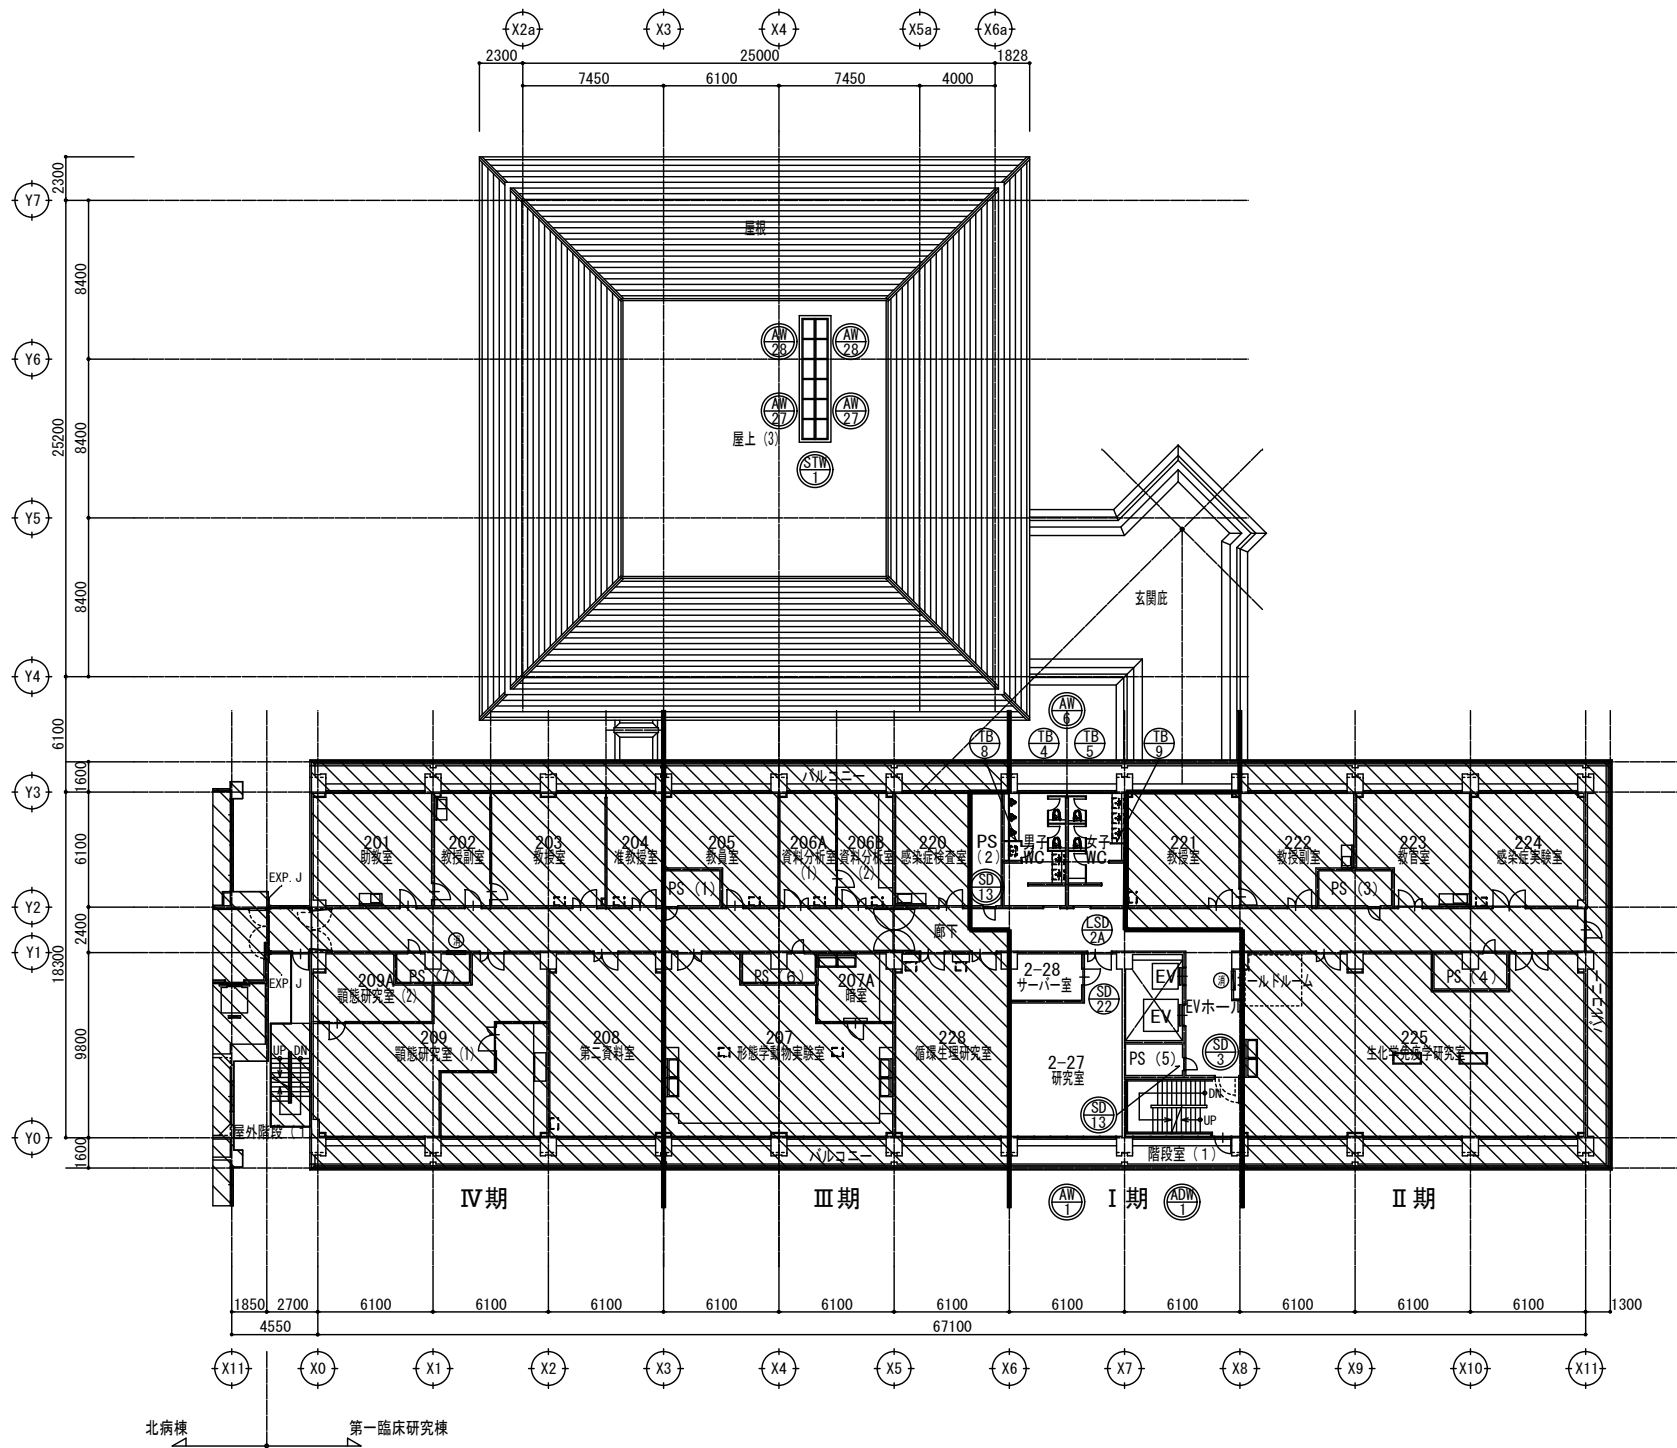 X2a
X3
X4
X5a
X6a
2300
25000
1828
7450
6100
7450
4000
2300
Y7
屋根
8400
Y6
AW
28
AW
28
AW
27
AW
27
屋上 (3)
STW
1
25200
8400
Y5
8400
玄関庇
Y4
6100
AW
6
TB
8
TB
4
TB
5
TB
9
1600
バルコニー
Y3
6100
201
助教室
202
教授副室
203
教授室
204
准教授室
205
教員室
206A
資料分析室
(1)
206B
資料分析室
(2)
220
感染症検査室
PS
(2)
男子
WC
女子
WC
221
教授室
222
教授副室
223
教官室
224
感染症実験室
EXP.J
PS (1)
SD
13
PS (3)
Y2
2400
消
廊下
LSD
2A
Y1
18300
EXP.J
209A
顎態研究室 (2)
PS (7)
PS (6)
207A
暗室
2-28
サーバー室
SD
22
EV
EV
消
EVホール
コールドルーム
PS (4)
バルコニー
9800
UP
DN
209
顎態研究室 (1)
208
第二資料室
207
形態学動物実験室
228
循環生理研究室
2-27
研究室
PS (5)
SD
3
225
生化学免疫学研究室
SD
13
DN
UP
屋外階段 (1
Y0
1600
バルコニー
階段室 (1)
Ⅳ期
Ⅲ期
AW
1
Ⅰ期
ADW
1
Ⅱ期
1850
2700
6100
6100
6100
6100
6100
6100
6100
6100
6100
6100
6100
1300
4550
67100
X11
X0
X1
X2
X3
X4
X5
X6
X7
X8
X9
X10
X11
北病棟
第一臨床研究棟